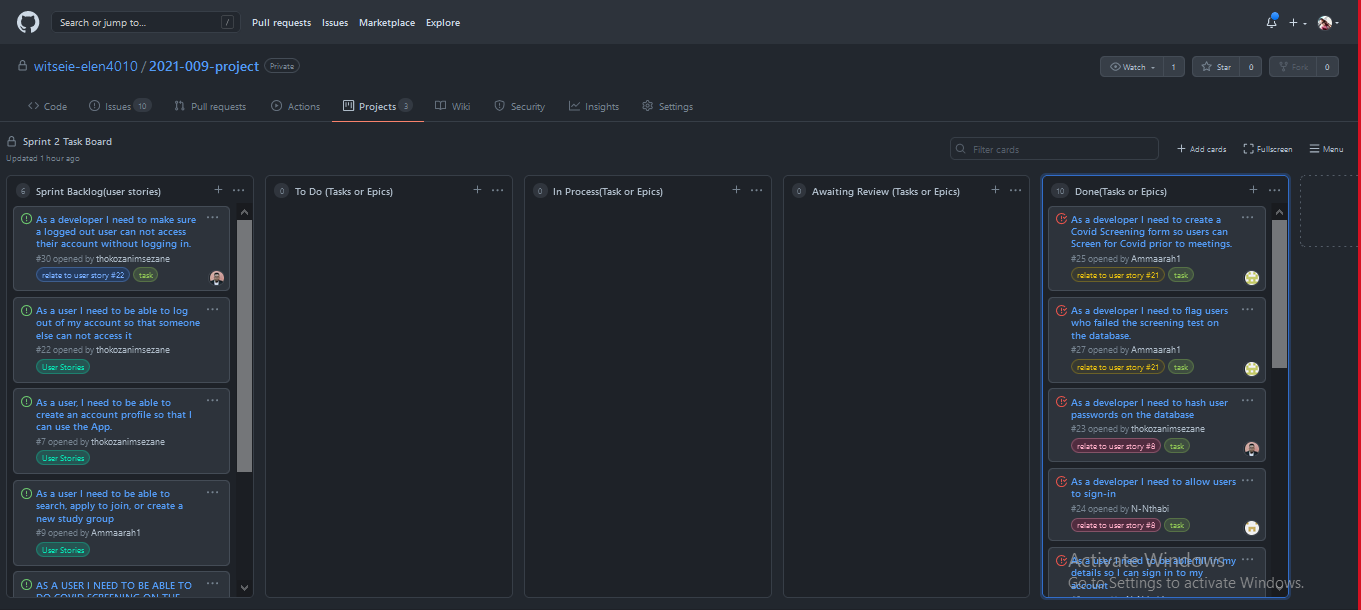 Search or jump to...
/
Pull requests
Issues
Marketplace
Explore
witseie-elen4010 / 2021-009-project
Private
Watch
1
Star
0
Fork
0
Code
Issues 10
Pull requests
Actions
Projects 3
Wiki
Security
Insights
Settings
Sprint 2 Task Board
Updated 1 hour ago
Filter cards
+ Add cards
Fullscreen
Menu
6 Sprint Backlog(user stories)
As a developer I need to make sure
a logged out user can not access
their account without logging in.
#30 opened by thokozanimsezane
relate to user story #22
task
As a user I need to be able to log
out of my account so that someone
else can not access it
#22 opened by thokozanimsezane
User Stories
As a user, I need to be able to
create an account profile so that I
can use the App.
#7 opened by thokozanimsezane
User Stories
As a user I need to be able to
search, apply to join, or create a
new study group
#9 opened by Ammaarah1
User Stories
AS A USER I NEED TO BE ABLE TO
DO COVID SCREENING ON THE
0 To Do (Tasks or Epics)
0 In Process(Task or Epics)
0 Awaiting Review (Tasks or Epics)
10 Done(Tasks or Epics)
As a developer I need to create a
Covid Screening form so users can
Screen for Covid prior to meetings.
#25 opened by Ammaarah1
relate to user story #21
task
As a developer I need to flag users
who failed the screening test on
the database.
#27 opened by Ammaarah1
relate to user story #21
task
As a developer I need to hash user
passwords on the database
#23 opened by thokozanimsezane
relate to user story #8
task
As a developer I need to allow users
to sign-in
#24 opened by N-Nthabi
relate to user story #8
task
As a user I need to be able fill in my
details so I can sign in to my
account
Activate Windows
Go to Settings to activate Windows.